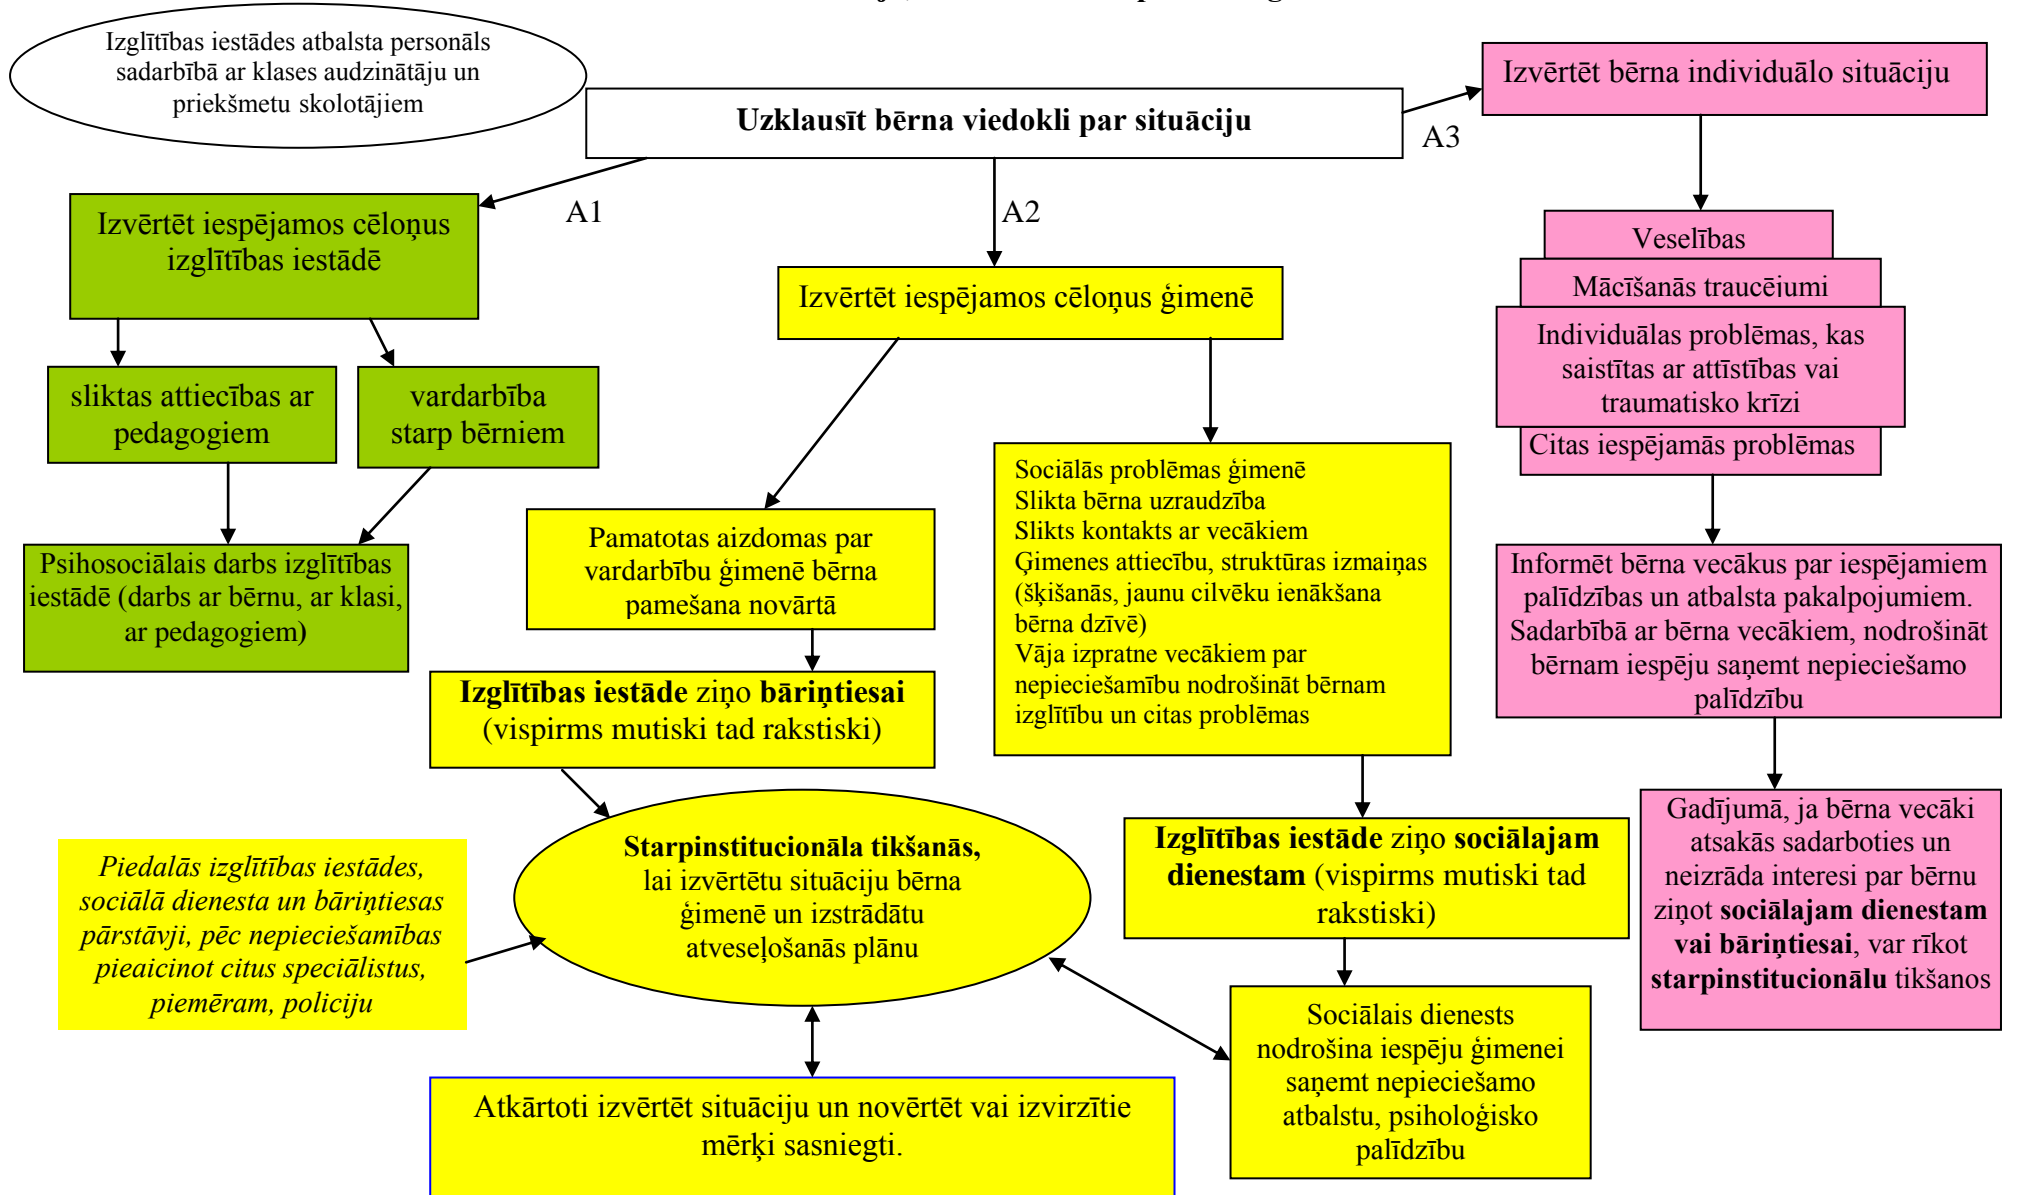 Izglītības iestādes atbalsta personāls
sadarbībā ar klases audzinātāju un
priekšmetu skolotājiem
Uzklausīt bērna viedokli par situāciju
Izvērtēt bērna individuālo situāciju
A3
A1
A2
Izvērtēt iespējamos cēloņus
izglītības iestādē
sliktas attiecības ar
pedagogiem
vardarbība
starp bērniem
Psihosociālais darbs izglītības
iestādē (darbs ar bērnu, ar klasi,
ar pedagogiem)
Izvērtēt iespējamos cēloņus ģimenē
Pamatotas aizdomas par
vardarbību ģimenē bērna
pamešana novārtā
Izglītības iestāde ziņo bāriņtiesai
(vispirms mutiski tad rakstiski)
Sociālās problēmas ģimenē
Slikta bērna uzraudzība
Slikts kontakts ar vecākiem
Ģimenes attiecību, struktūras izmaiņas
(šķišanās, jaunu cilvēku ienākšana
bērna dzīvē)
Vāja izpratne vecākiem par
nepieciešamību nodrošināt bērnam
izglītību un citas problēmas
Izglītības iestāde ziņo sociālajam
dienestam (vispirms mutiski tad
rakstiski)
Starpinstitucionāla tikšanās,
lai izvērtētu situāciju bērna
ģimenē un izstrādātu
atveseļošanās plānu
Piedalās izglītības iestādes,
sociālā dienesta un bāriņtiesas
pārstāvji, pēc nepieciešamības
pieaicinot citus speciālistus,
piemēram, policiju
Sociālais dienests
nodrošina iespēju ģimenei
saņemt nepieciešamo
atbalstu, psiholoģisko
palīdzību
Atkārtoti izvērtēt situāciju un novērtēt vai izvirzītie
mērķi sasniegti.
Veselības
Mācīšanās traucējumi
Individuālas problēmas, kas
saistītas ar attīstības vai
traumatisko krīzi
Citas iespējamās problēmas
Informēt bērna vecākus par iespējamiem
palīdzības un atbalsta pakalpojumiem.
Sadarbībā ar bērna vecākiem, nodrošināt
bērnam iespēju saņemt nepieciešamo
palīdzību
Gadījumā, ja bērna vecāki
atsakās sadarboties un
neizrāda interesi par bērnu
ziņot sociālajam dienestam
vai bāriņtiesai, var rīkot
starpinstitucionālu tikšanos